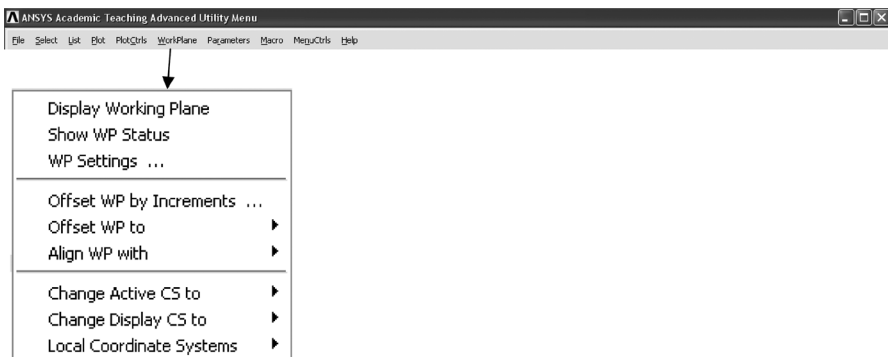 ANSYS Academic Teaching Advanced Utility Menu
File Select List Plot PlotCtrls WorkPlane Parameters Macro MenuCtrls Help
Display Working Plane
Show WP Status
WP Settings ...
Offset WP by Increments ...
Offset WP to
Align WP with
Change Active CS to
Change Display CS to
Local Coordinate Systems